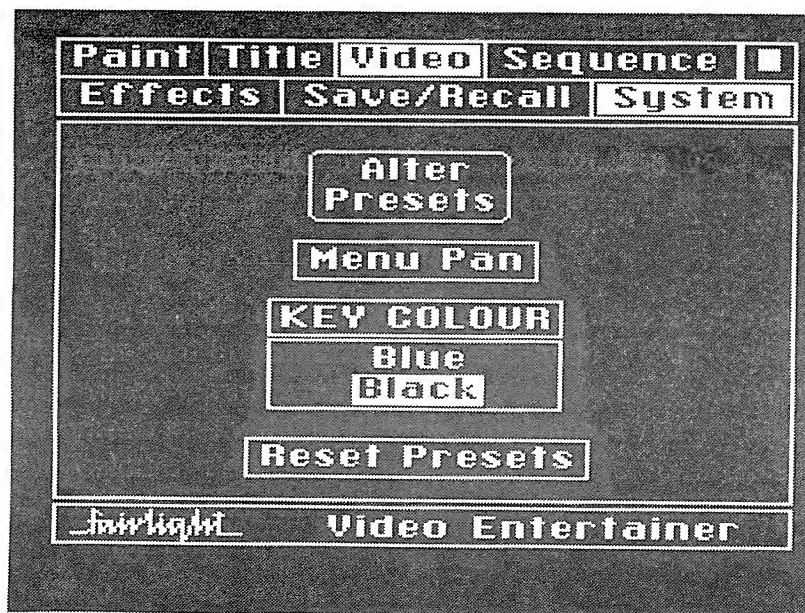 Paint Title Video Sequence
Effects Save/Recall System
Alter
Presets
Menu Pan
KEY COLOUR
Blue
Black
Reset Presets
fairlight Video Entertainer